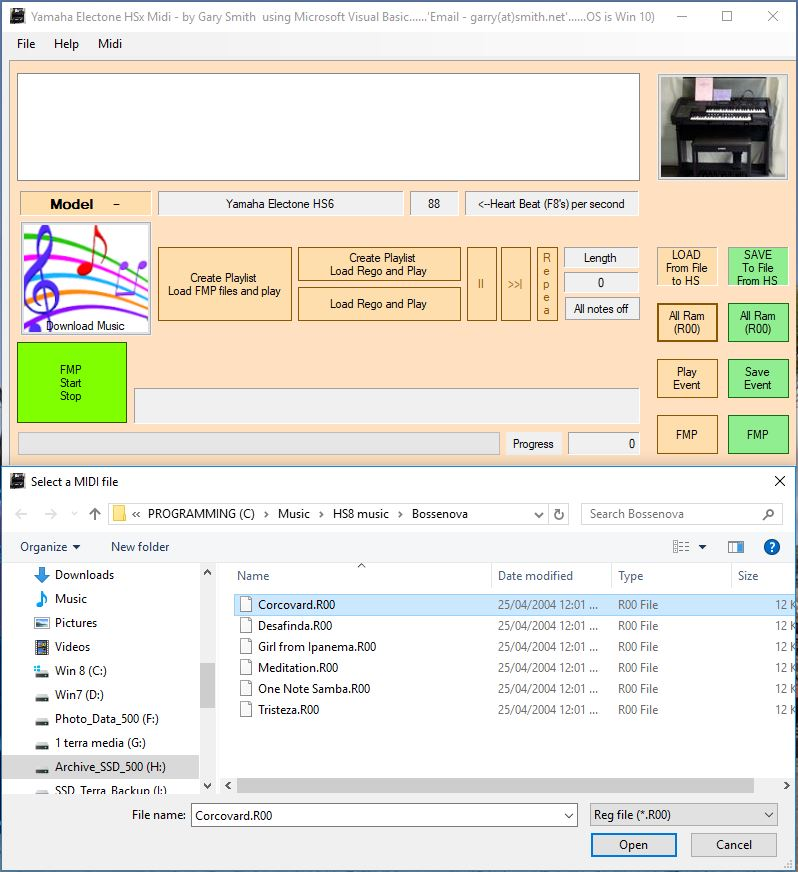 Yamaha Electone HSx Midi - by Gary Smith  using Microsoft Visual Basic......'Email - garry(at)smith.net'......OS is Win 10)
File Help Midi
Model -
Yamaha Electone HS6
88
<--Heart Beat (F8's) per second
Download Music
Create Playlist
Load FMP files and play
Create Playlist
Load Rego and Play
Load Rego and Play
II
>>|
R
e
p
e
a
Length
0
All notes off
LOAD
From File
to HS
SAVE
To File
From HS
All Ram
(R00)
All Ram
(R00)
Play
Event
Save
Event
FMP
FMP
FMP
Start
Stop
Progress
0
Select a MIDI file
« PROGRAMMING (C) > Music > HS8 music > Bossenova
Search Bossenova
Organize
New folder
Downloads
Music
Pictures
Videos
Win 8 (C:)
Win7 (D:)
Photo_Data_500 (F:)
1 terra media (G:)
Archive_SSD_500 (H:)
SSD_Terra_Backup (I:)
Name Date modified Type Size
Corcovard.R00 25/04/2004 12:01 ... R00 File 12 K
Desafinda.R00 25/04/2004 12:01 ... R00 File 12 K
Girl from Ipanema.R00 25/04/2004 12:01 ... R00 File 12 K
Meditation.R00 25/04/2004 12:01 ... R00 File 12 K
One Note Samba.R00 25/04/2004 12:01 ... R00 File 12 K
Tristeza.R00 25/04/2004 12:01 ... R00 File 12 K
File name: Corcovard.R00
Reg file (*.R00)
Open
Cancel